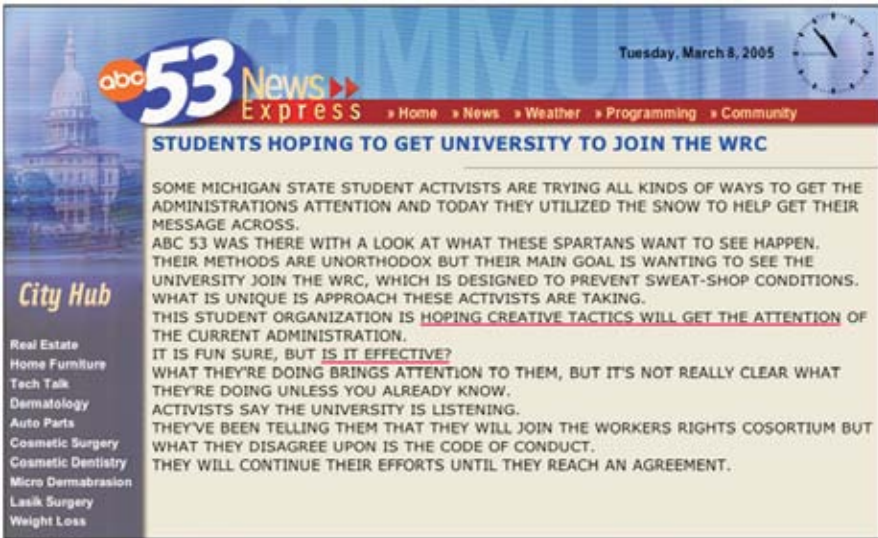 COMMUNITY
Tuesday, March 8, 2005
abc 53 News
Express
» Home » News » Weather » Programming » Community
STUDENTS HOPING TO GET UNIVERSITY TO JOIN THE WRC
SOME MICHIGAN STATE STUDENT ACTIVISTS ARE TRYING ALL KINDS OF WAYS TO GET THE
ADMINISTRATIONS ATTENTION AND TODAY THEY UTILIZED THE SNOW TO HELP GET THEIR
MESSAGE ACROSS.
ABC 53 WAS THERE WITH A LOOK AT WHAT THESE SPARTANS WANT TO SEE HAPPEN.
THEIR METHODS ARE UNORTHODOX BUT THEIR MAIN GOAL IS WANTING TO SEE THE
UNIVERSITY JOIN THE WRC, WHICH IS DESIGNED TO PREVENT SWEAT-SHOP CONDITIONS.
WHAT IS UNIQUE IS APPROACH THESE ACTIVISTS ARE TAKING.
THIS STUDENT ORGANIZATION IS HOPING CREATIVE TACTICS WILL GET THE ATTENTION OF
THE CURRENT ADMINISTRATION.
IT IS FUN SURE, BUT IS IT EFFECTIVE?
WHAT THEY'RE DOING BRINGS ATTENTION TO THEM, BUT IT'S NOT REALLY CLEAR WHAT
THEY'RE DOING UNLESS YOU ALREADY KNOW.
ACTIVISTS SAY THE UNIVERSITY IS LISTENING.
THEY'VE BEEN TELLING THEM THAT THEY WILL JOIN THE WORKERS RIGHTS COSORTIUM BUT
WHAT THEY DISAGREE UPON IS THE CODE OF CONDUCT.
THEY WILL CONTINUE THEIR EFFORTS UNTIL THEY REACH AN AGREEMENT.
City Hub
Real Estate
Home Furniture
Tech Talk
Dermatology
Auto Parts
Cosmetic Surgery
Cosmetic Dentistry
Micro Dermabrasion
Lasik Surgery
Weight Loss